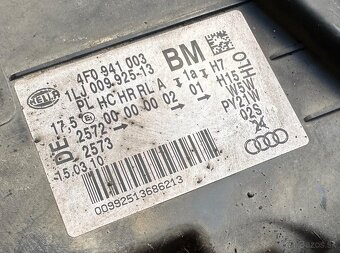 HELLA
4F0 941 003
1LJ 009.925-13
BM
PL HC HR RL A
1a H7
17.5 00 00 00 02 01 H15 HLO
DE 2572 W5W
2573 PY21W
15.03.10 02S
24
00992513686213